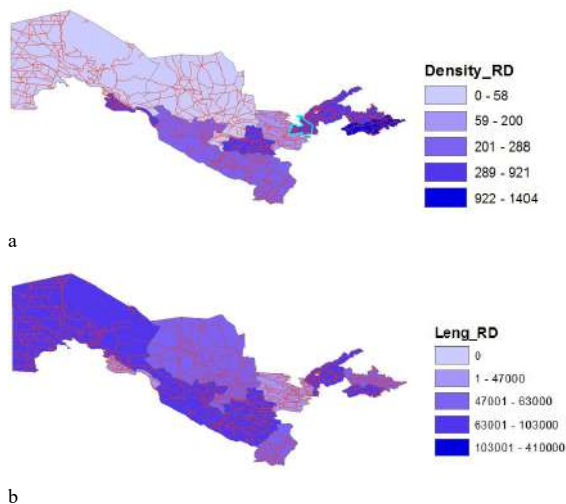 Density_RD
0 - 58
59 - 200
201 - 288
289 - 921
922 - 1404
a
Leng_RD
0
1 - 47000
47001 - 63000
63001 - 103000
103001 - 410000
b